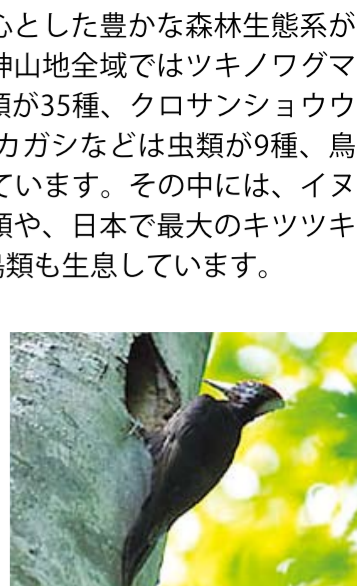 心とした豊かな森林生態系が
神山地全域ではツキノワグマ
類が35種、クロサンショウウ
カガシなどは虫類が9種、鳥
ています。その中には、イヌ
類や、日本で最大のキツツキ
鳥類も生息しています。